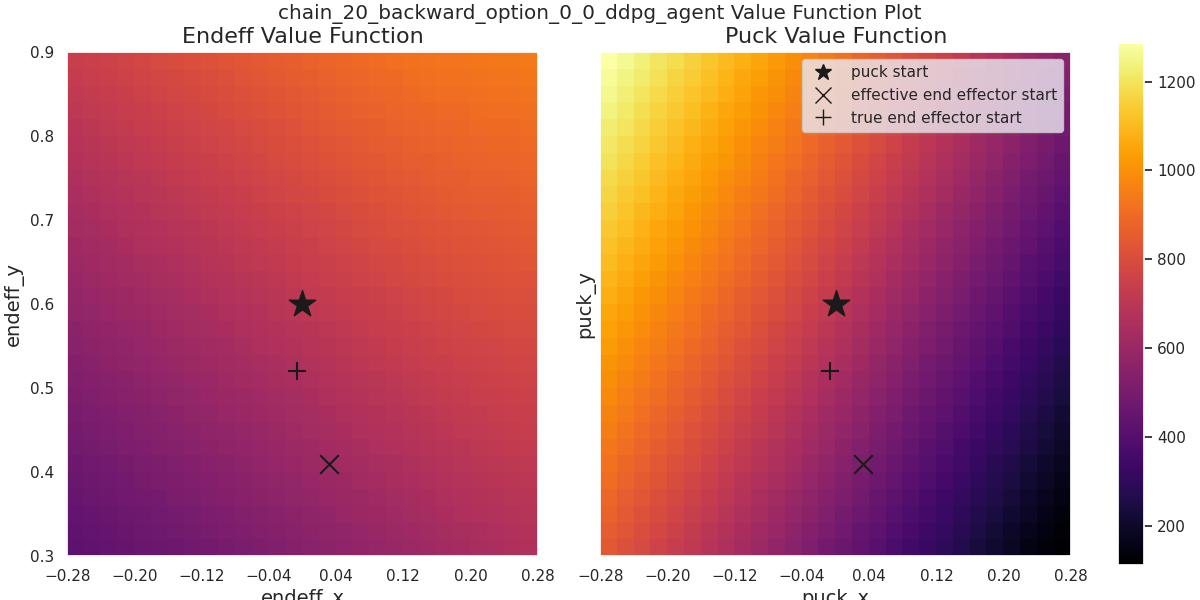 chain_20_backward_option_0_0_ddpg_agent Value Function Plot
Endeff Value Function
Puck Value Function
puck start
effective end effector start
true end effector start
endeff_y
0.9
0.8
0.7
0.6
0.5
0.4
0.3
−0.28 −0.20 −0.12 −0.04 0.04 0.12 0.20 0.28
endeff_x
puck_y
−0.28 −0.20 −0.12 −0.04 0.04 0.12 0.20 0.28
puck_x
1200
1000
800
600
400
200